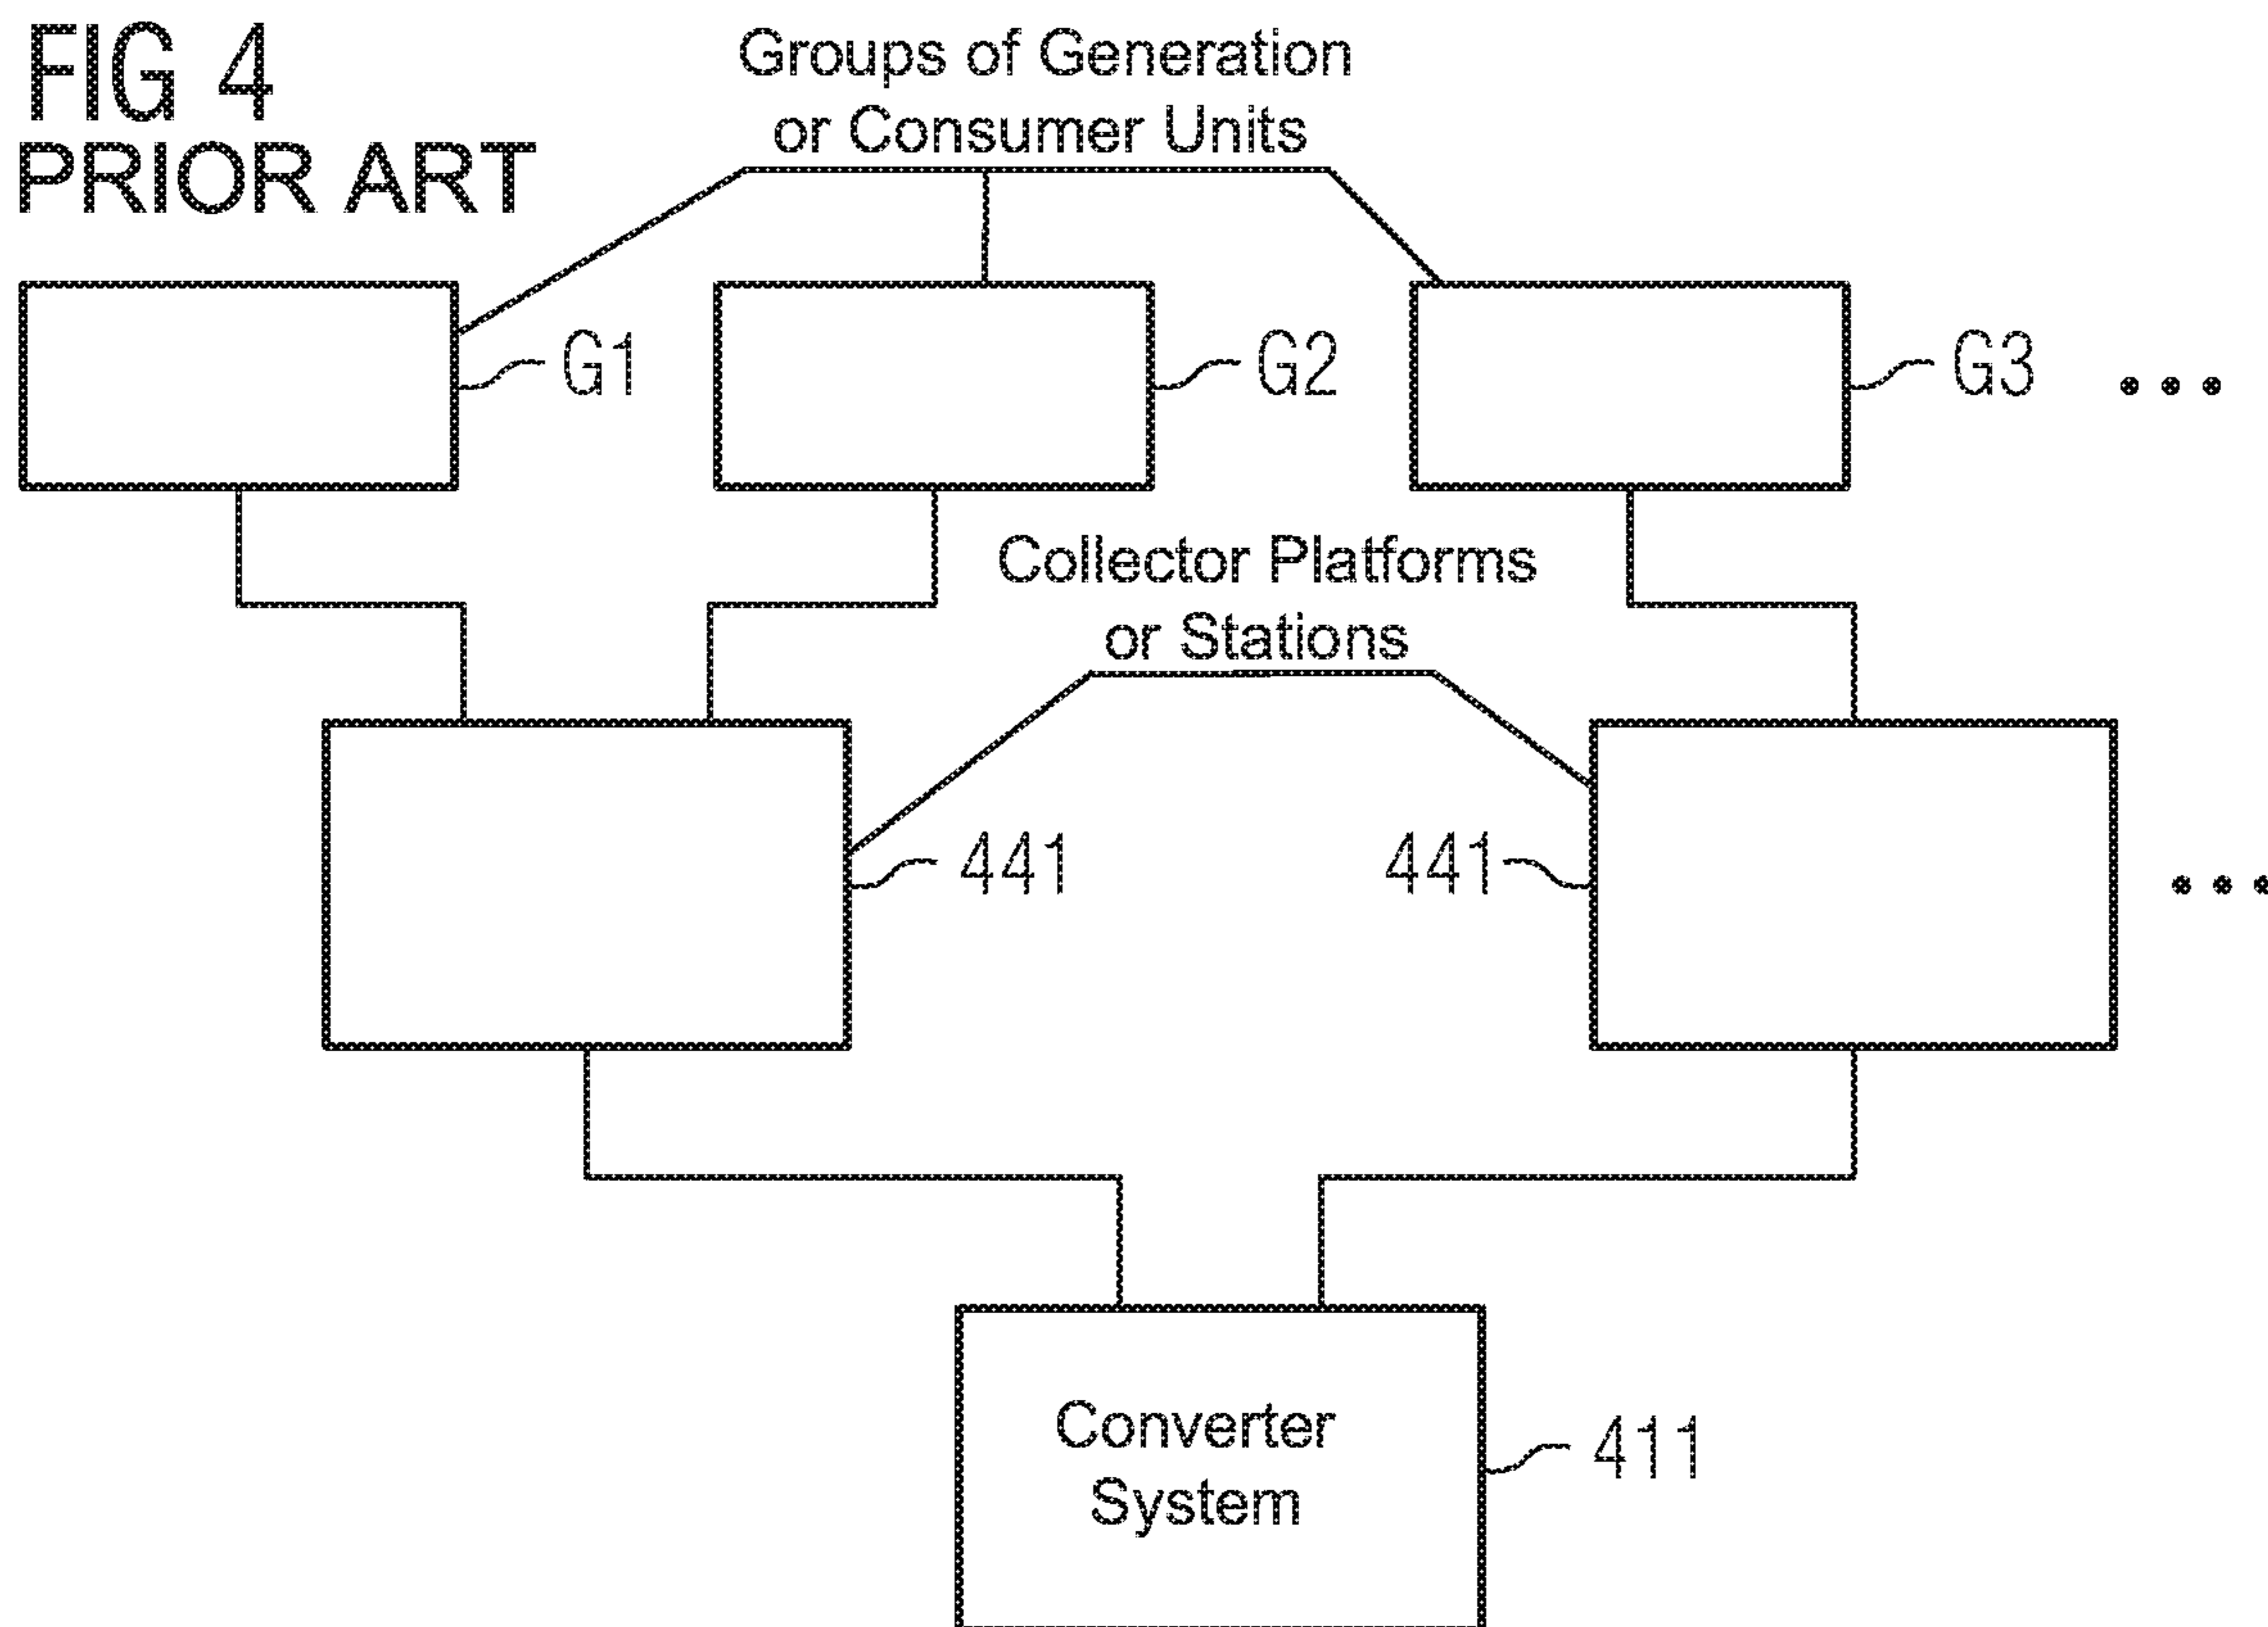 FIG 4
PRIOR ART
Groups of Generation
or Consumer Units
G1
G2
G3
...
Collector Platforms
or Stations
441
441
...
Converter
System
411